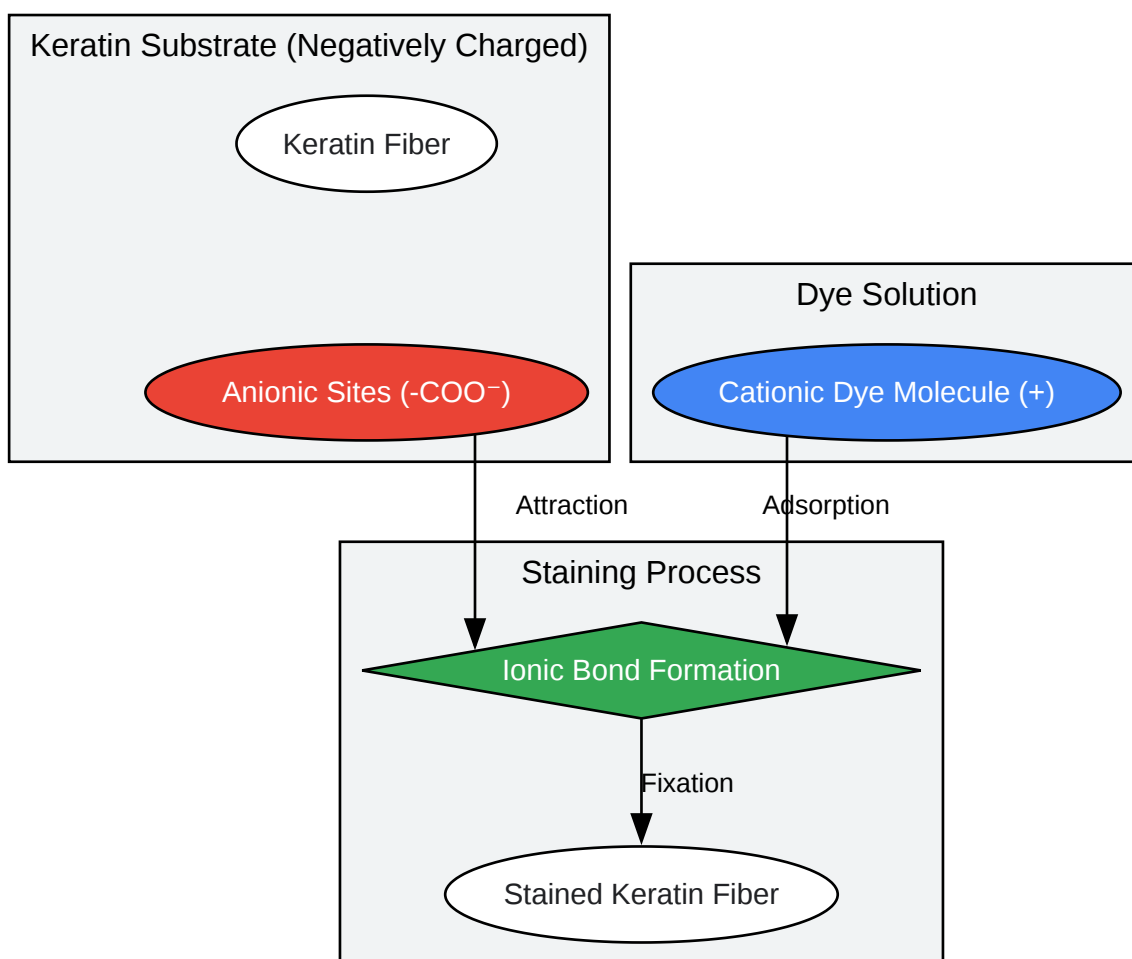 Keratin Substrate (Negatively Charged)
Keratin Fiber
Dye Solution
Anionic Sites (-COO⁻)
Cationic Dye Molecule (+)
Attraction
Adsorption
Staining Process
Ionic Bond Formation
Fixation
Stained Keratin Fiber